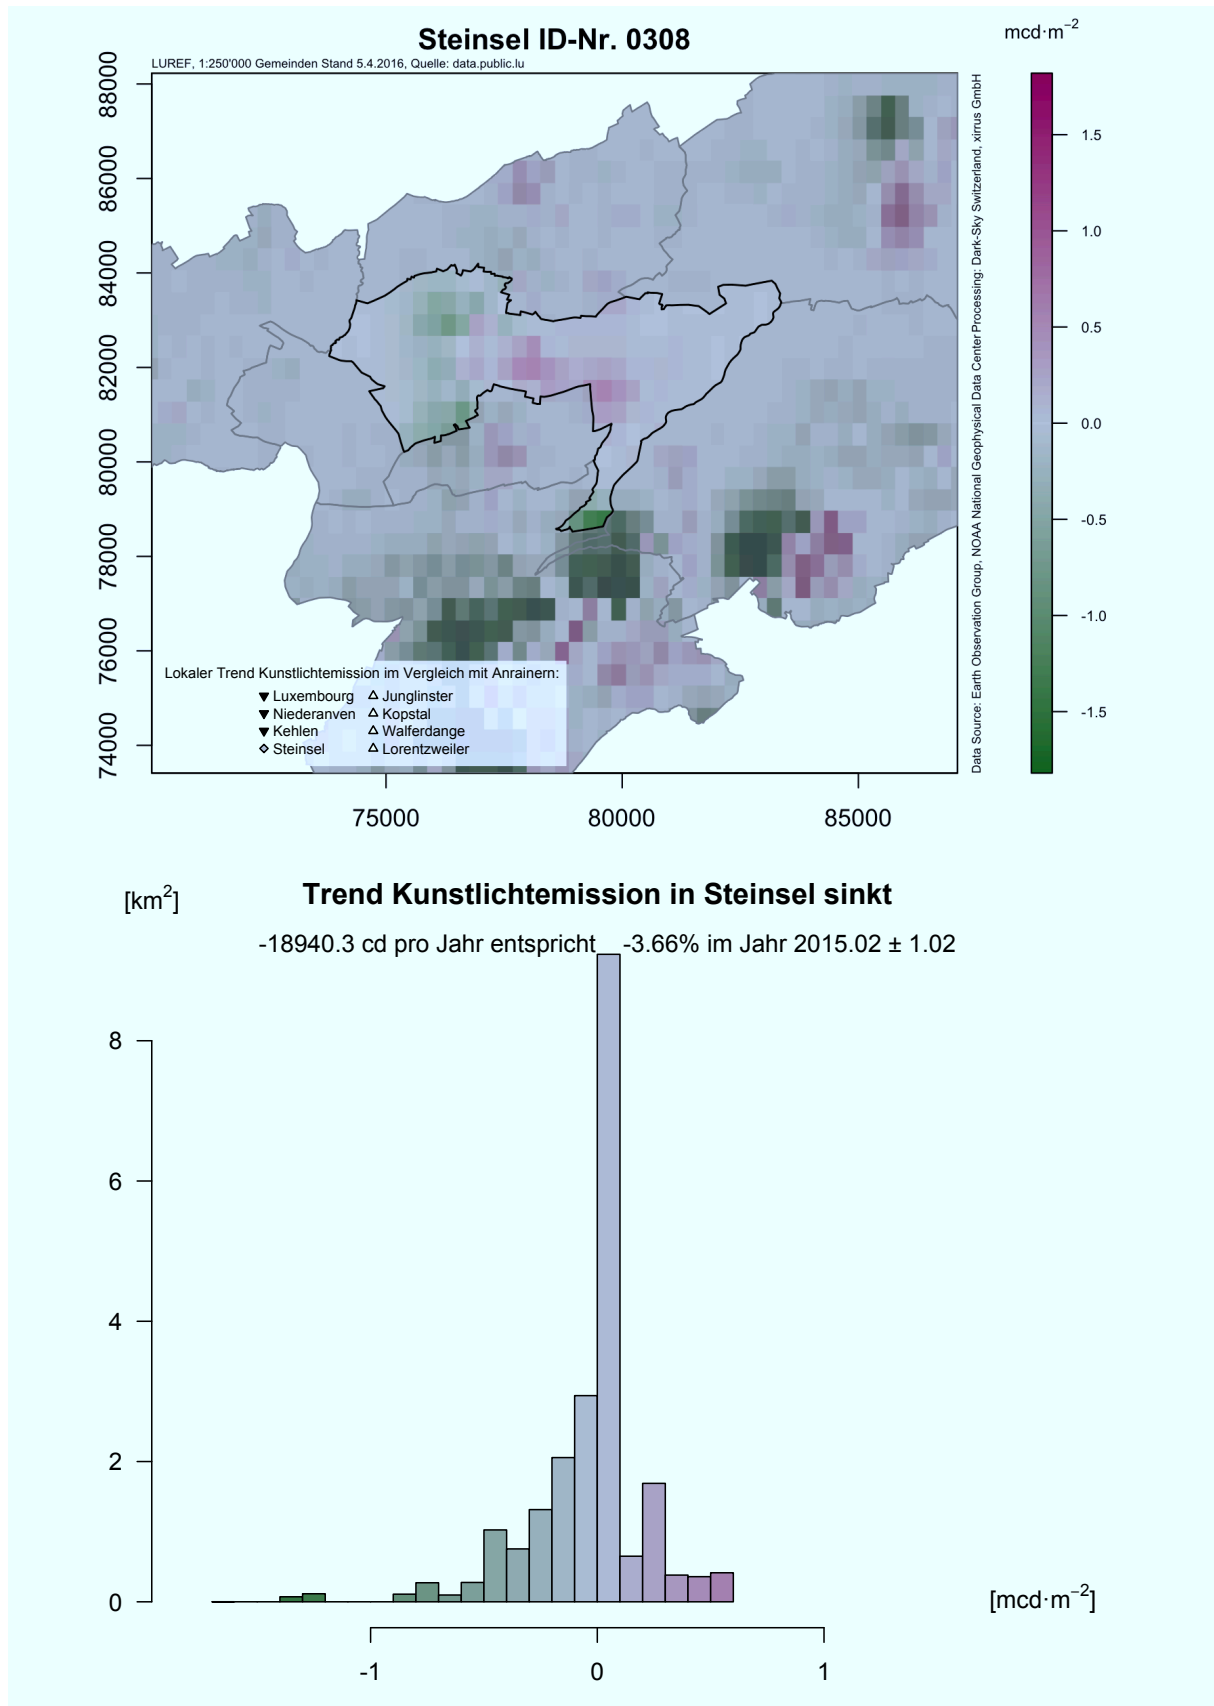 Steinsel ID-Nr. 0308
mcd·m⁻²
LUREF, 1:250'000 Gemeinden Stand 5.4.2016, Quelle: data.public.lu
88000
86000
84000
82000
80000
78000
76000
74000
75000
80000
85000
Lokaler Trend Kunstlichtemission im Vergleich mit Anrainern:
▼ Luxembourg △ Junglinster
▼ Niederanven △ Kopstal
▼ Kehlen △ Walferdange
◇ Steinsel △ Lorentzweiler
Data Source: Earth Observation Group, NOAA National Geophysical Data Center Processing: Dark-Sky Switzerland, xirrus GmbH
1.5
1.0
0.5
0.0
-0.5
-1.0
-1.5
[km²]
Trend Kunstlichtemission in Steinsel sinkt
-18940.3 cd pro Jahr entspricht -3.66% im Jahr 2015.02 ± 1.02
8
6
4
2
0
[mcd·m⁻²]
-1
0
1